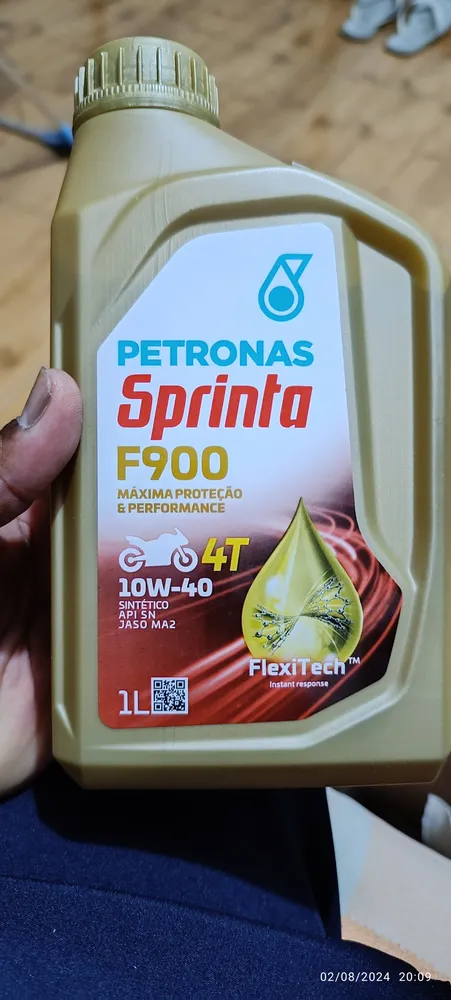 PETRONAS
Sprinta
F900
MÁXIMA PROTEÇÃO
& PERFORMANCE
4T
10W-40
SINTÉTICO
API SN
JASO MA2
FlexiTech™
Instant response
1L
02/08/2024 20:09